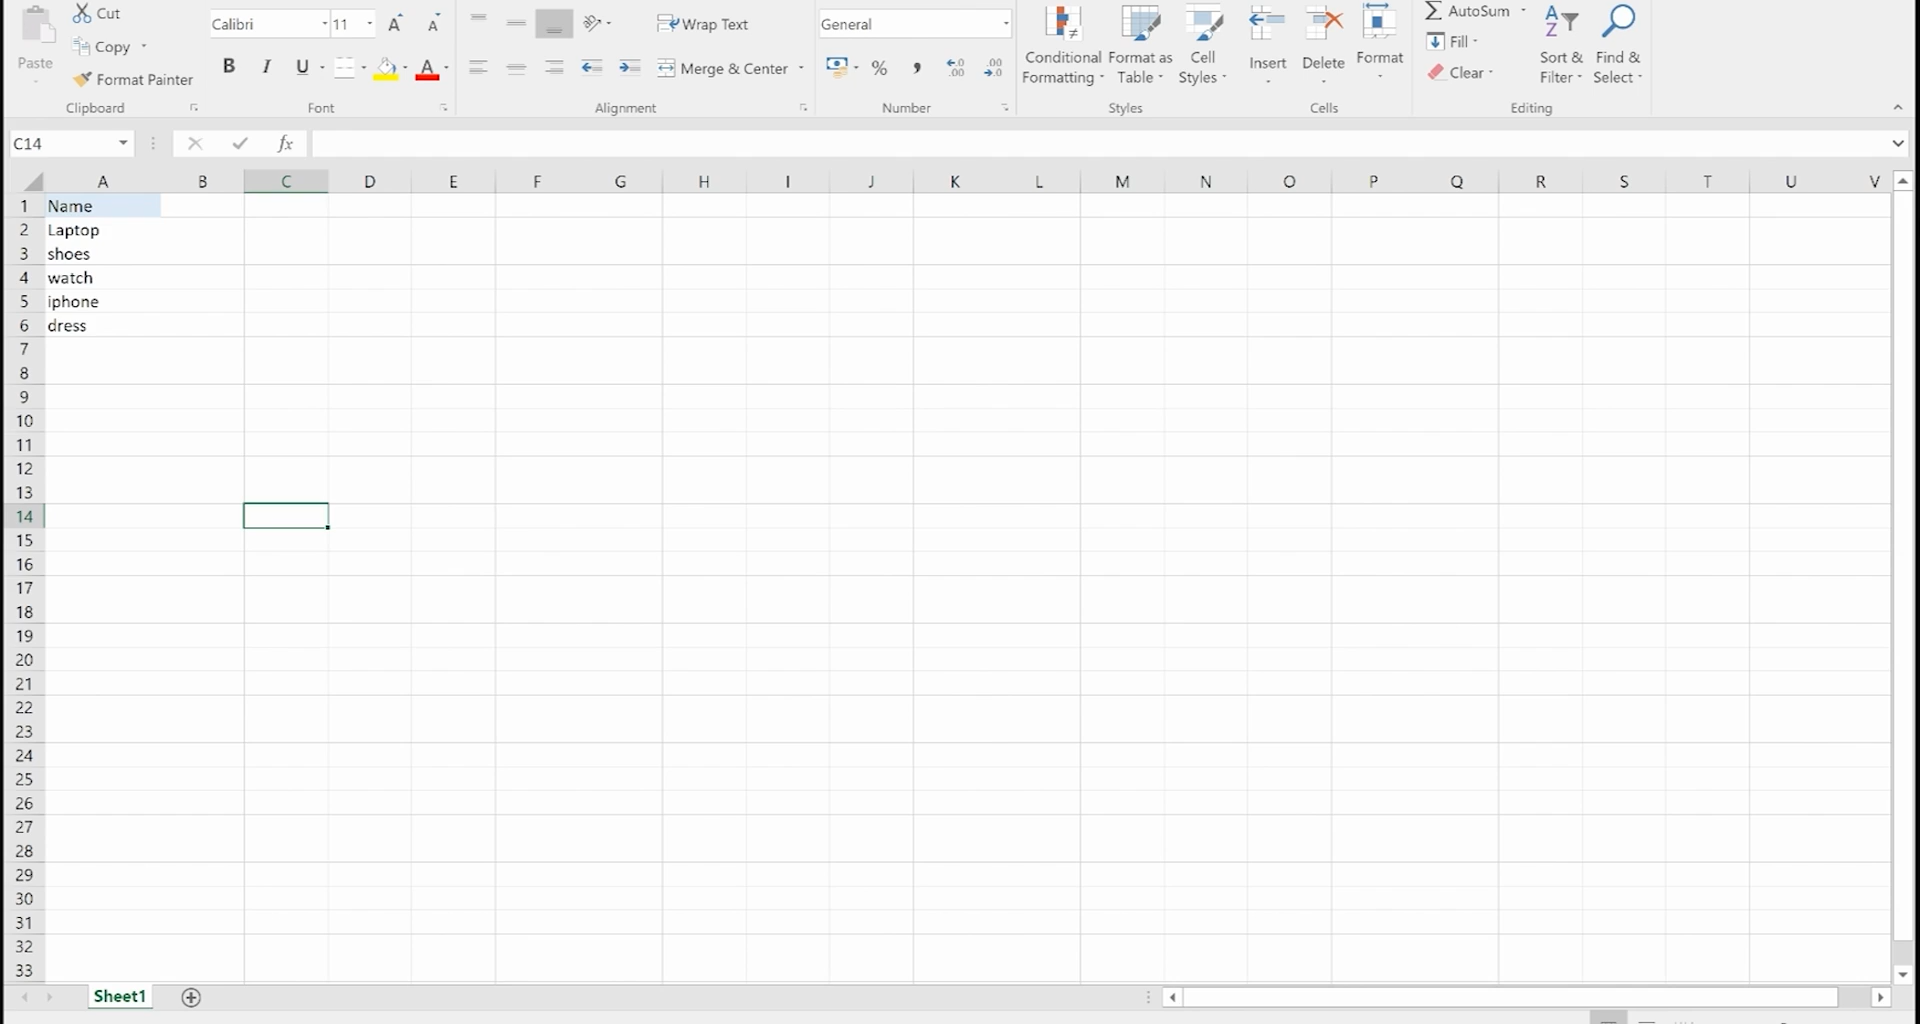 Cut
Calibri 11 A A Wrap Text General
Copy
Paste Format Painter B I U A Merge & Center % , .00 .00
Conditional Formatting Format as Table Cell Styles Insert Delete Format
AutoSum
Fill
Clear
Sort & Filter Find & Select
Clipboard Font Alignment Number Styles Cells Editing
C14 fx
A B C D E F G H I J K L M N O P Q R S T U V
1 Name
2 Laptop
3 shoes
4 watch
5 iphone
6 dress
7
8
9
10
11
12
13
14
15
16
17
18
19
20
21
22
23
24
25
26
27
28
29
30
31
32
33
Sheet1